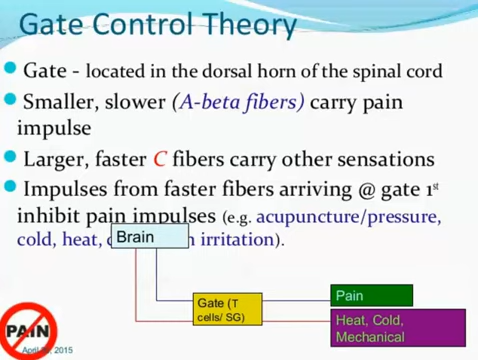 Gate Control Theory
Gate - located in the dorsal horn of the spinal cord
Smaller, slower (A-beta fibers) carry pain
impulse
Larger, faster C fibers carry other sensations
Impulses from faster fibers arriving @ gate 1st
inhibit pain impulses (e.g. acupuncture/pressure,
cold, heat, irritation).
Brain
Gate (T
cells/ SG)
Pain
Heat, Cold,
Mechanical
PAIN
2015